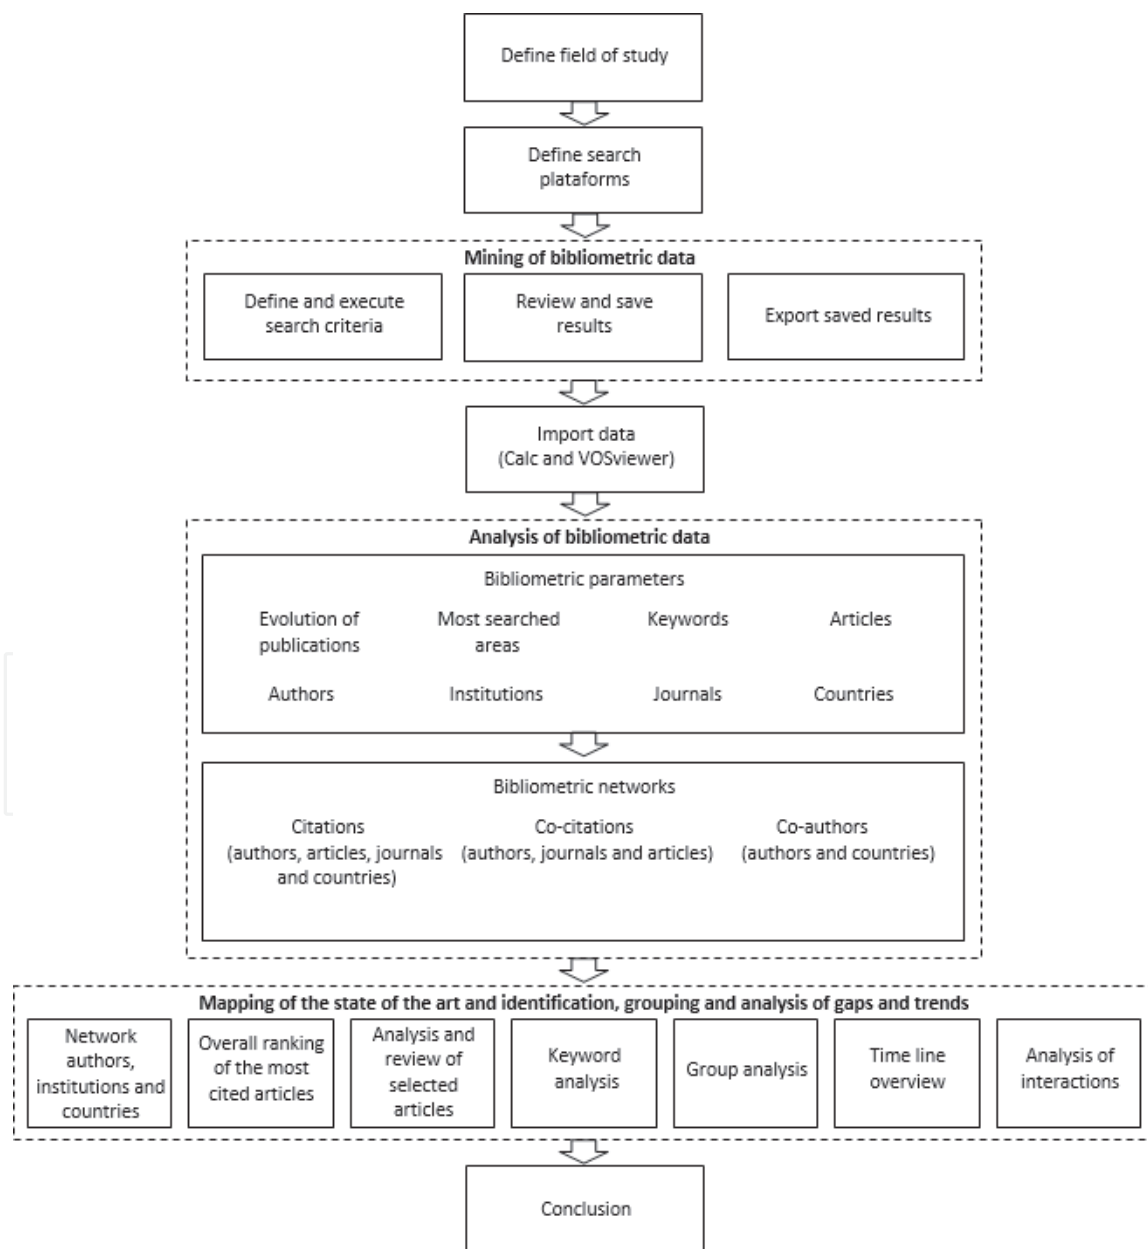 Define field of study
Define search
plataforms
Mining of bibliometric data
Define and execute
search criteria
Review and save
results
Export saved results
Import data
(Calc and VOSviewer)
Analysis of bibliometric data
Bibliometric parameters
Evolution of
publications
Most searched
areas
Keywords
Articles
Authors
Institutions
Journals
Countries
Bibliometric networks
Citations
(authors, articles, journals
and countries)
Co-citations
(authors, journals and articles)
Co-authors
(authors and countries)
Mapping of the state of the art and identification, grouping and analysis of gaps and trends
Network
authors,
institutions and
countries
Overall ranking
of the most
cited articles
Analysis and
review of
selected
articles
Keyword
analysis
Group analysis
Time line
overview
Analysis of
interactions
Conclusion